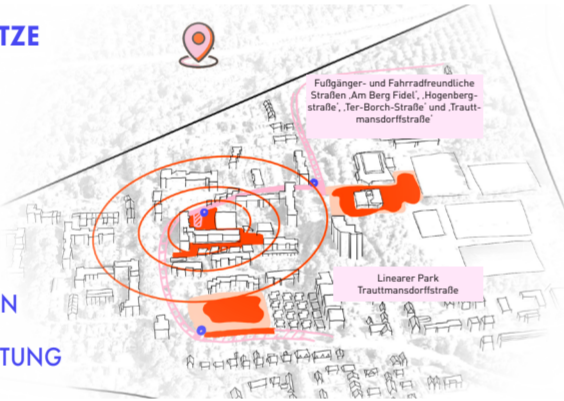 TZE
Fußgänger- und Fahrradfreundliche
Straßen ‚Am Berg Fidel‘, ‚Hogenberg-
straße‘, ‚Ter-Borch-Straße‘ und ‚Trautt-
mansdorffstraße‘
Linearer Park
Trauttmansdorffstraße
N
TUNG